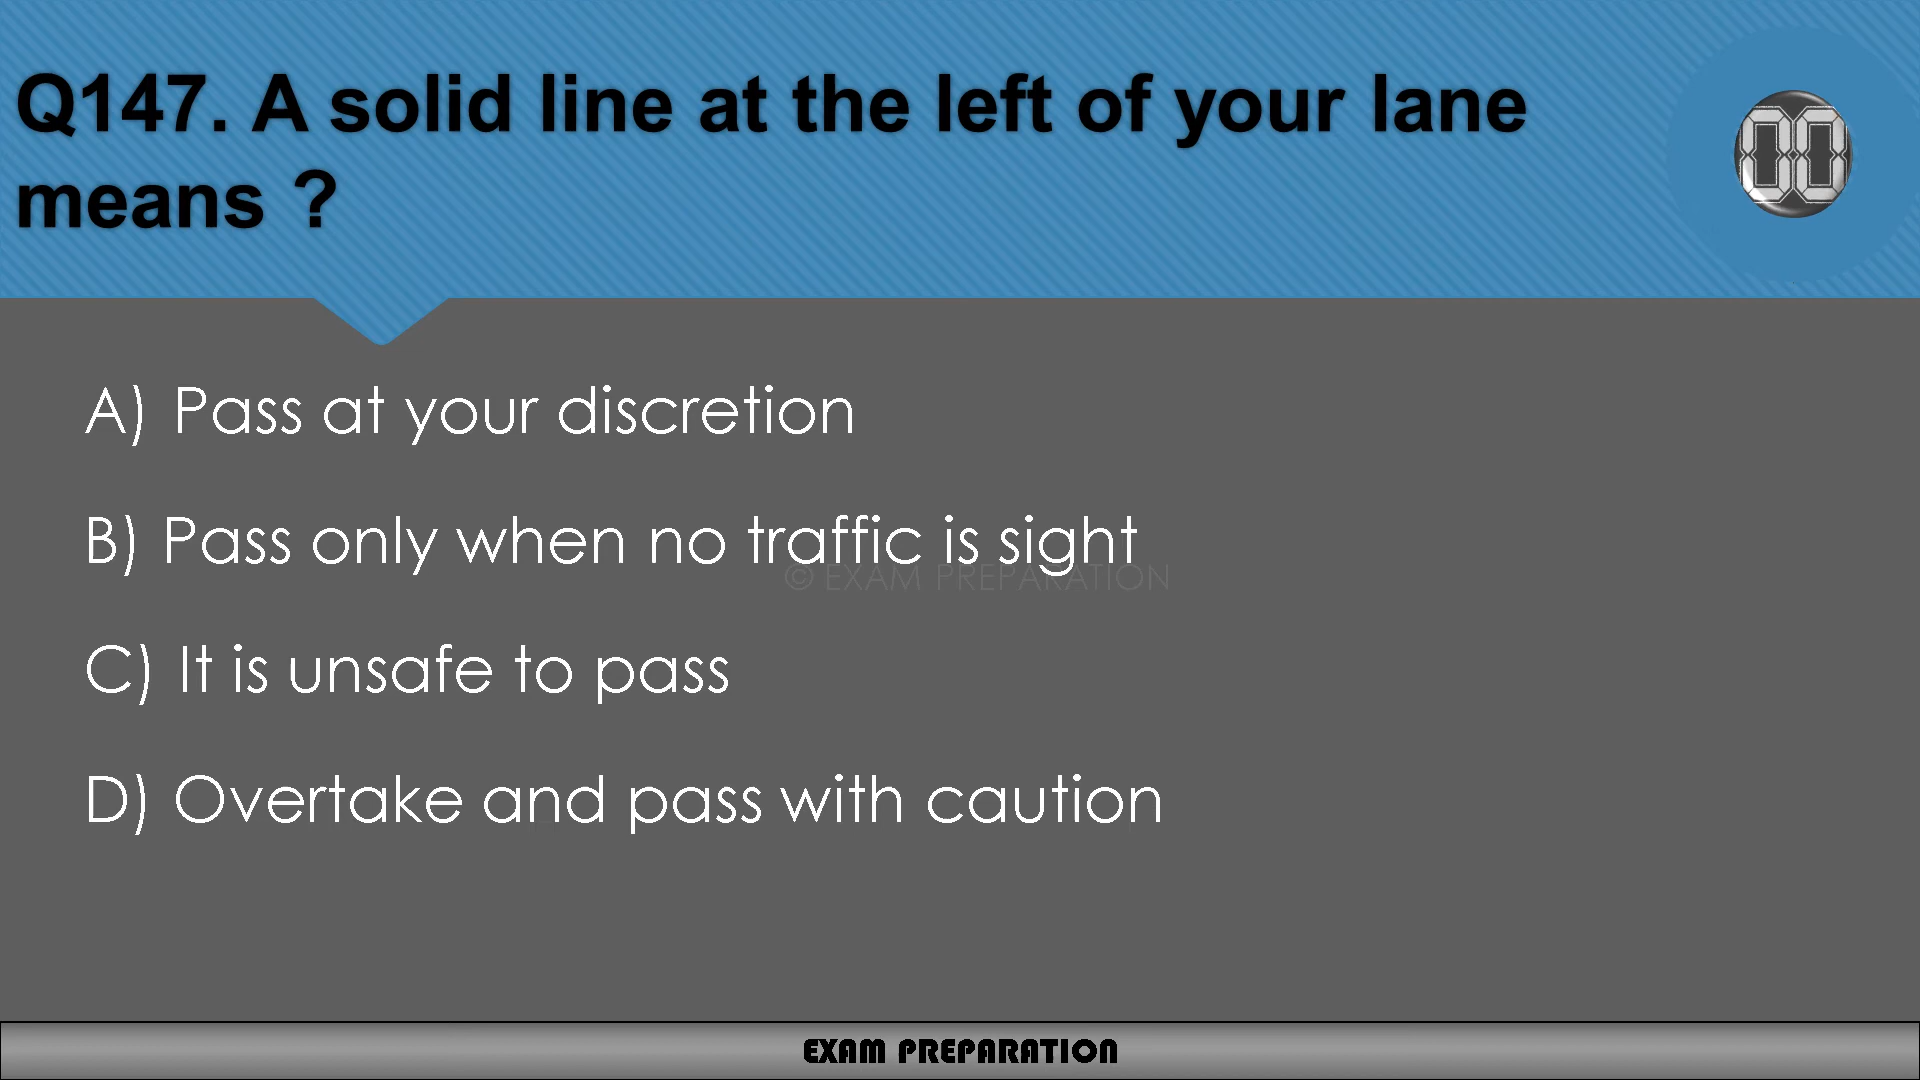 Q147. A solid line at the left of your lane
means ?
00
A) Pass at your discretion
B) Pass only when no traffic is sight
© EXAM PREPARATION
C) It is unsafe to pass
D) Overtake and pass with caution
EXAM PREPARATION